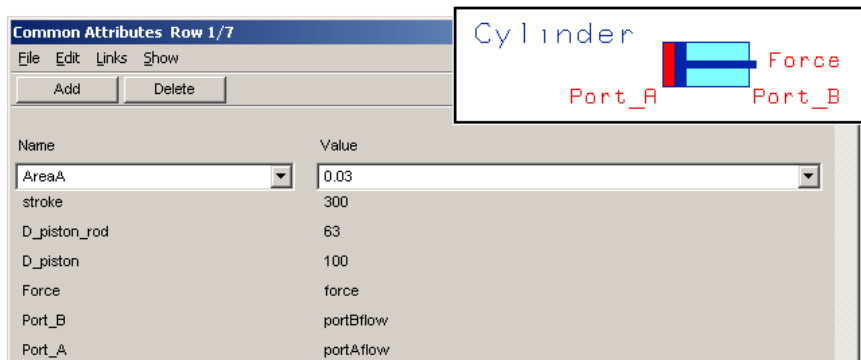 Common Attributes Row 1/7
File Edit Links Show
Add Delete
Cylinder
Force
Port_A Port_B
Name Value
AreaA 0.03
stroke 300
D_piston_rod 63
D_piston 100
Force force
Port_B portBflow
Port_A portAflow